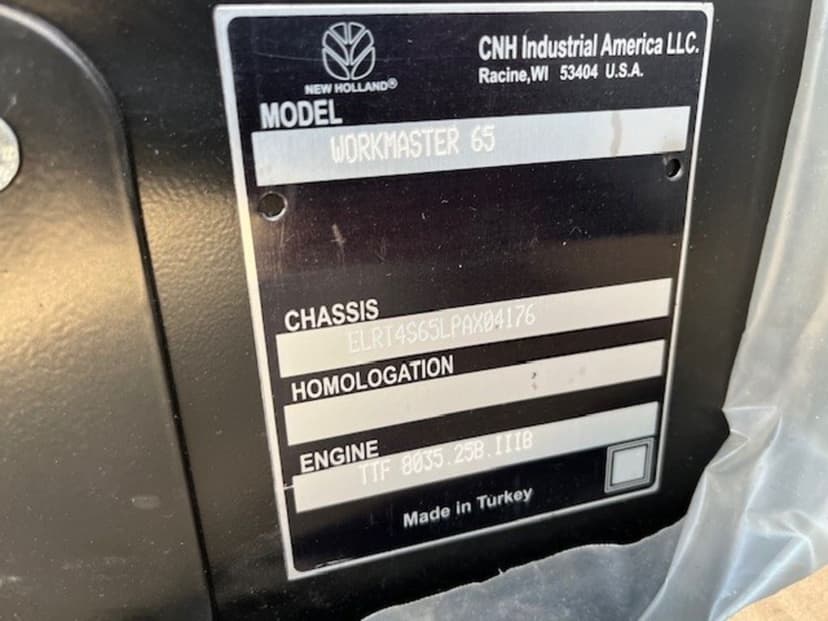 NEW HOLLAND®
CNH Industrial America LLC.
Racine,WI 53404 U.S.A.
MODEL
WORKMASTER 65
CHASSIS
ELRT4S65LPAX04176
HOMOLOGATION
ENGINE
TTF 8035.25B.IIIB
Made in Turkey